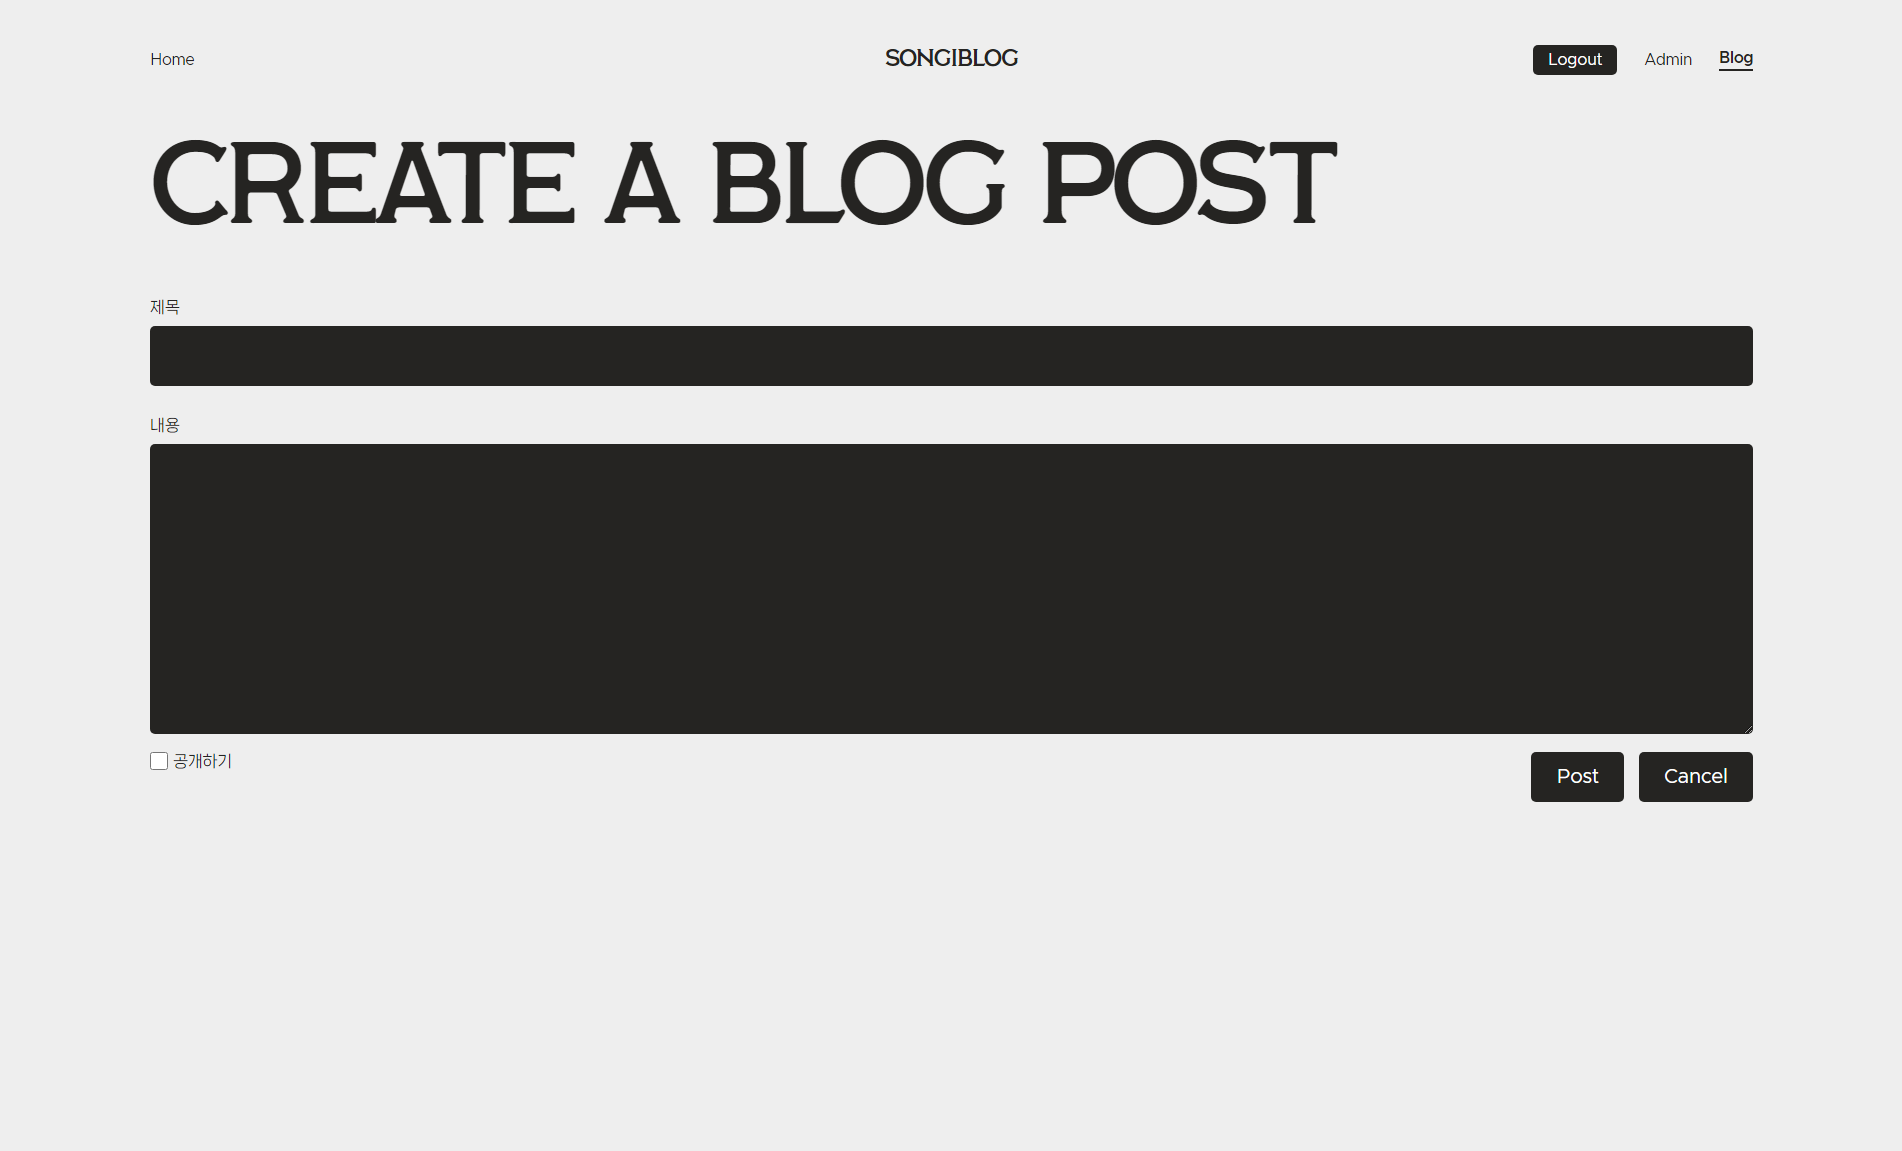 Home
SONGIBLOG
Logout
Admin
Blog
CREATE A BLOG POST
제목
내용
공개하기
Post
Cancel